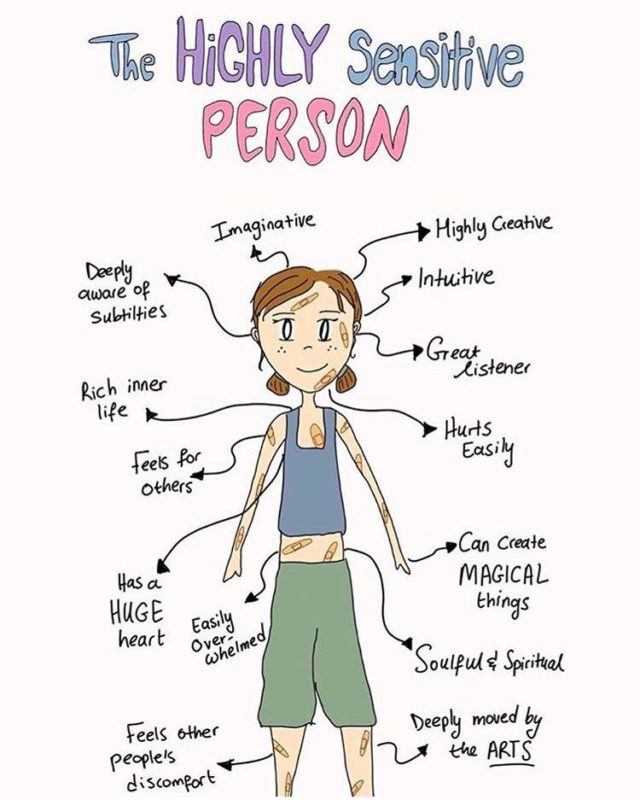 The HiGHLY Sensitive
PERSON
Imaginative
Highly Creative
Deeply
aware of
Subtilties
Intuitive
Great
listener
Rich inner
life
Hurts
Easily
Feels for
others
Can Create
MAGICAL
things
Has a
HUGE
heart
Easily
Over-
whelmed
Soulful & Spiritual
Feels other
people's
discomfort
Deeply moved by
the ARTS